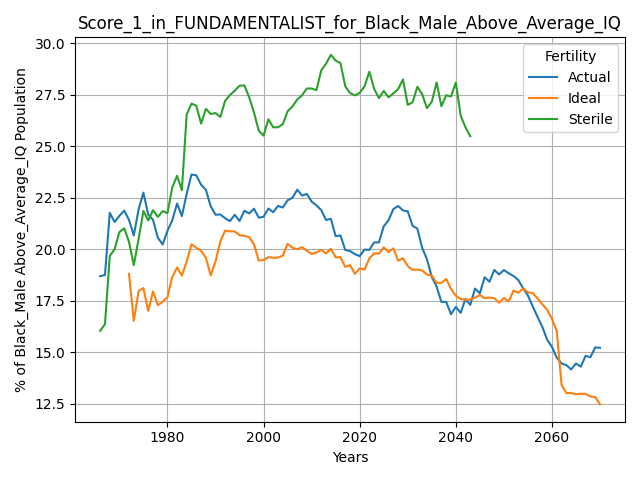 Score_1_in_FUNDAMENTALIST_for_Black_Male_Above_Average_IQ
% of Black_Male Above_Average_IQ Population
30.0
27.5
25.0
22.5
20.0
17.5
15.0
12.5
Fertility
Actual
Ideal
Sterile
1980
2000
2020
2040
2060
Years